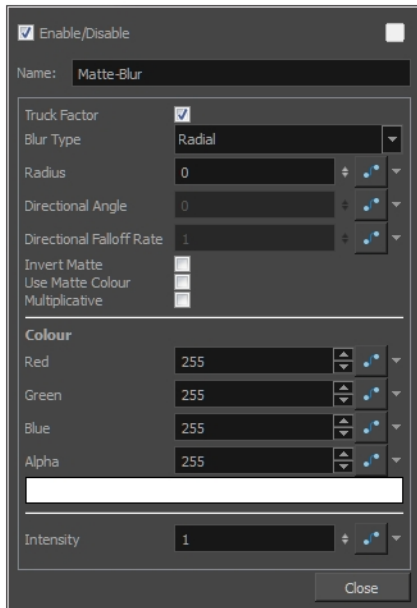 Enable/Disable
Name: Matte-Blur
Truck Factor
Blur Type Radial
Radius 0
Directional Angle 0
Directional Falloff Rate 1
Invert Matte
Use Matte Colour
Multiplicative
Colour
Red 255
Green 255
Blue 255
Alpha 255
Intensity 1
Close